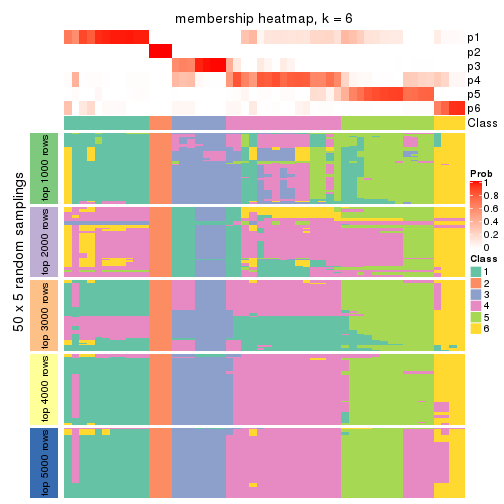 membership heatmap, k = 6
p1
p2
p3
p4
p5
p6
Class
50 x 5 random samplings
top 1000 rows
top 2000 rows
top 3000 rows
top 4000 rows
top 5000 rows
Prob
1
0.8
0.6
0.4
0.2
0
Class
1
2
3
4
5
6